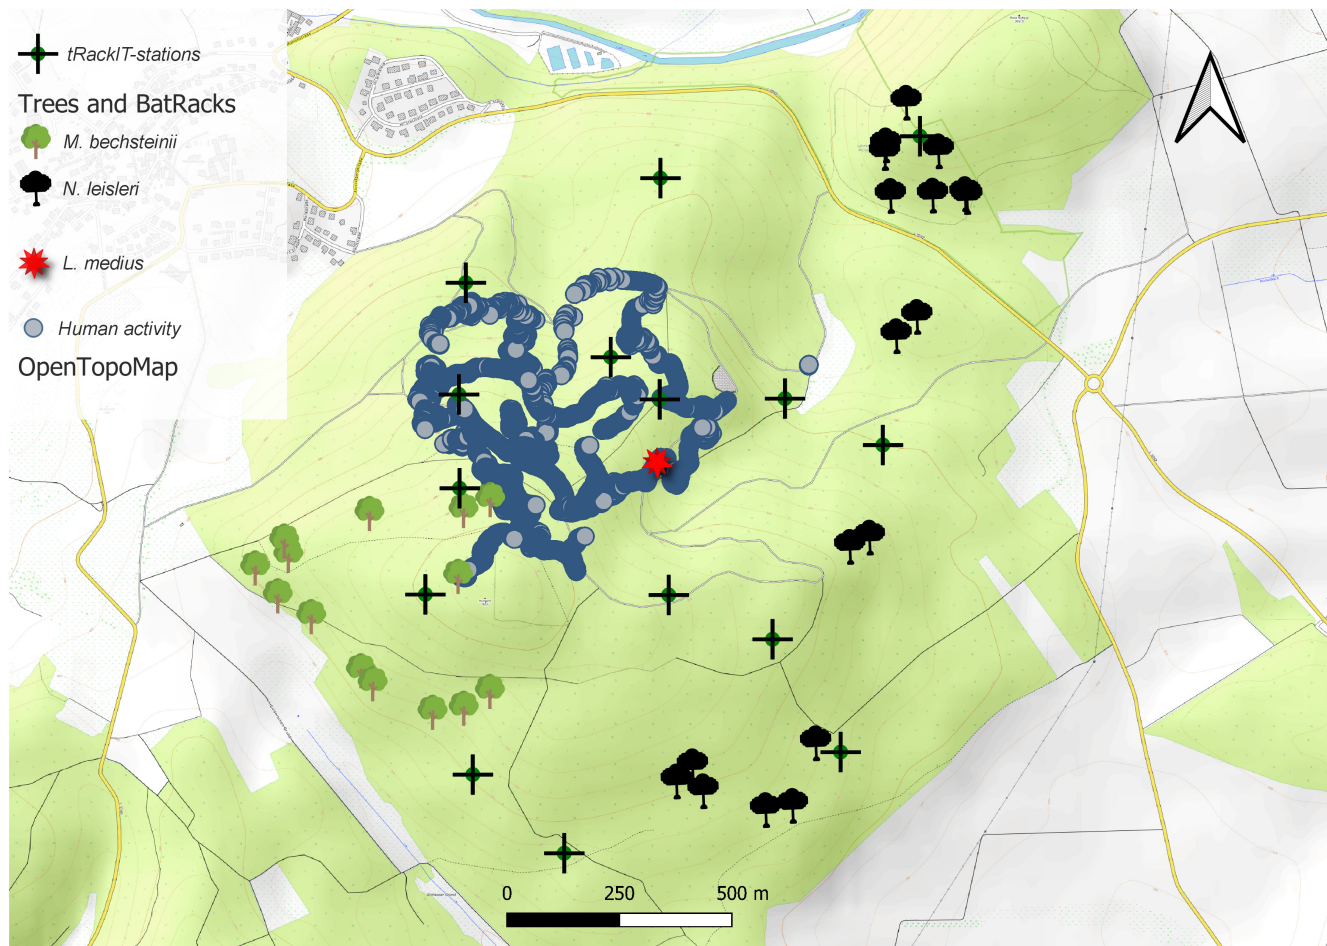 tRackIT-stations
Trees and BatRacks
M. bechsteinii
N. leisleri
L. medius
Human activity
OpenTopoMap
0 250 500 m